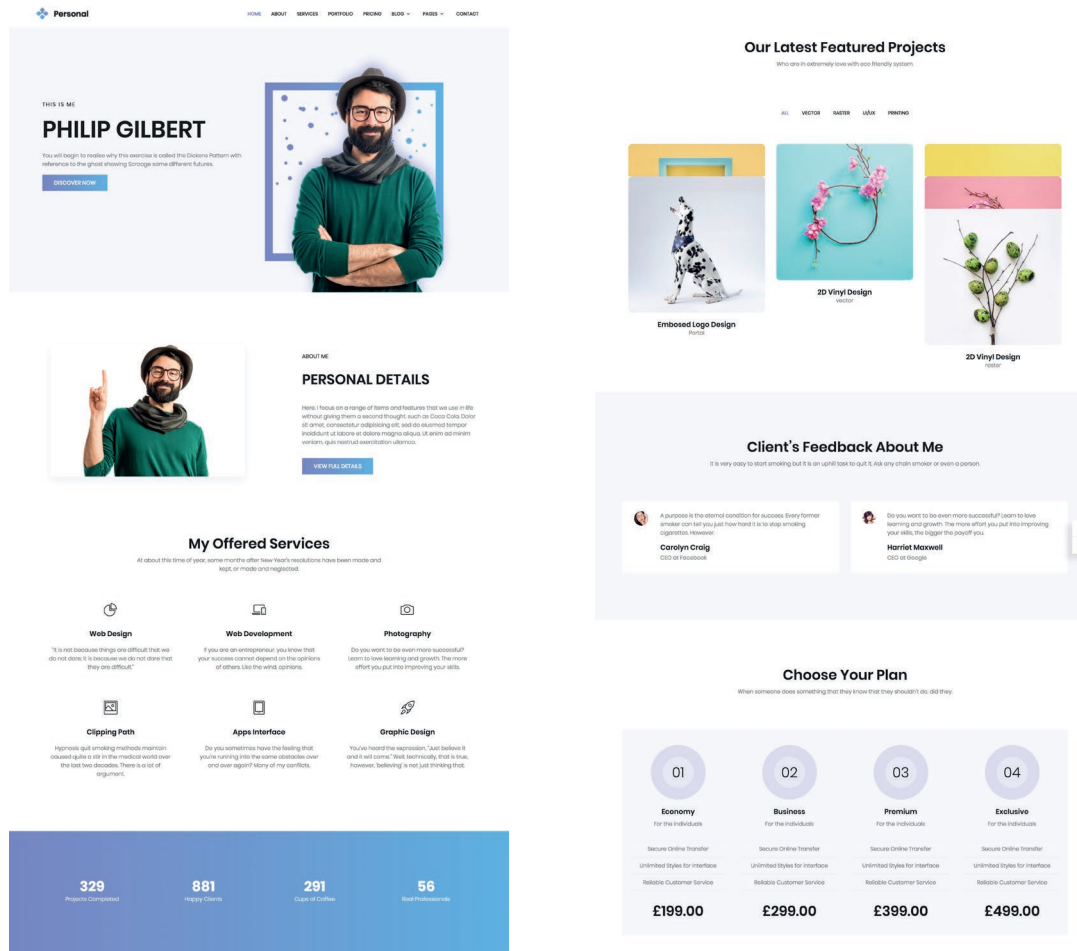 Personal
HOME ABOUT SERVICES PORTFOLIO PRICING BLOG PAGES CONTACT
THIS IS ME
PHILIP GILBERT
You will begin to realise why this exercise is called the Dickens Pattern with
reference to the ghost showing Scrooge some different futures.
DISCOVER NOW
ABOUT ME
PERSONAL DETAILS
Here, I focus on a range of items and features that we use in life
without giving them a second thought. such as Coca Cola. Dolor
sit amet, consectetur adipisicing elit, sed do eiusmod tempor
incididunt ut labore et dolore magna aliqua. Ut enim ad minim
veniam, quis nostrud exercitation ullamco.
VIEW FULL DETAILS
My Offered Services
At about this time of year, some months after New Year's resolutions have been made and
kept, or made and neglected.
Web Design
Web Development
Photography
"It is not because things are difficult that we
do not dare; it is because we do not dare that
they are difficult."
If you are an entrepreneur, you know that
your success cannot depend on the opinions
of others. Like the wind, opinions.
Do you want to be even more successful?
Learn to love learning and growth. The more
effort you put into improving your skills.
Clipping Path
Apps Interface
Graphic Design
Hypnosis quit smoking methods maintain
caused quite a stir in the medical world over
the last two decades. There is a lot of
argument.
Do you sometimes have the feeling that
you're running into the same obstacles over
and over again? Many of my conflicts.
You've heard the expression, "Just believe it
and it will come." Well, technically, that is true,
however, 'believing' is not just thinking that.
329 881 291 56
Projects Completed Happy Clients Cups of Coffee Real Professionals
Our Latest Featured Projects
Who are in extremely love with eco friendly system.
ALL VECTOR RASTER UI/UX PRINTING
2D Vinyl Design
vector
Embosed Logo Design
Portal
2D Vinyl Design
raster
Client's Feedback About Me
It is very easy to start smoking but it is an uphill task to quit it. Ask any chain smoker or even a person.
A purpose is the eternal condition for success. Every former
smoker can tell you just how hard it is to stop smoking
cigarettes. However.
Carolyn Craig
CEO at Facebook
Do you want to be even more successful? Learn to love
learning and growth. The more effort you put into improving
your skills, the bigger the payoff you.
Harriet Maxwell
CEO at Google
Choose Your Plan
When someone does something that they know that they shouldn't do, did they.
01 02 03 04
Economy Business Premium Exclusive
For the individuals For the individuals For the individuals For the individuals
Secure Online Transfer Secure Online Transfer Secure Online Transfer Secure Online Transfer
Unlimited Styles for interface Unlimited Styles for interface Unlimited Styles for interface Unlimited Styles for interface
Reliable Customer Service Reliable Customer Service Reliable Customer Service Reliable Customer Service
£199.00 £299.00 £399.00 £499.00